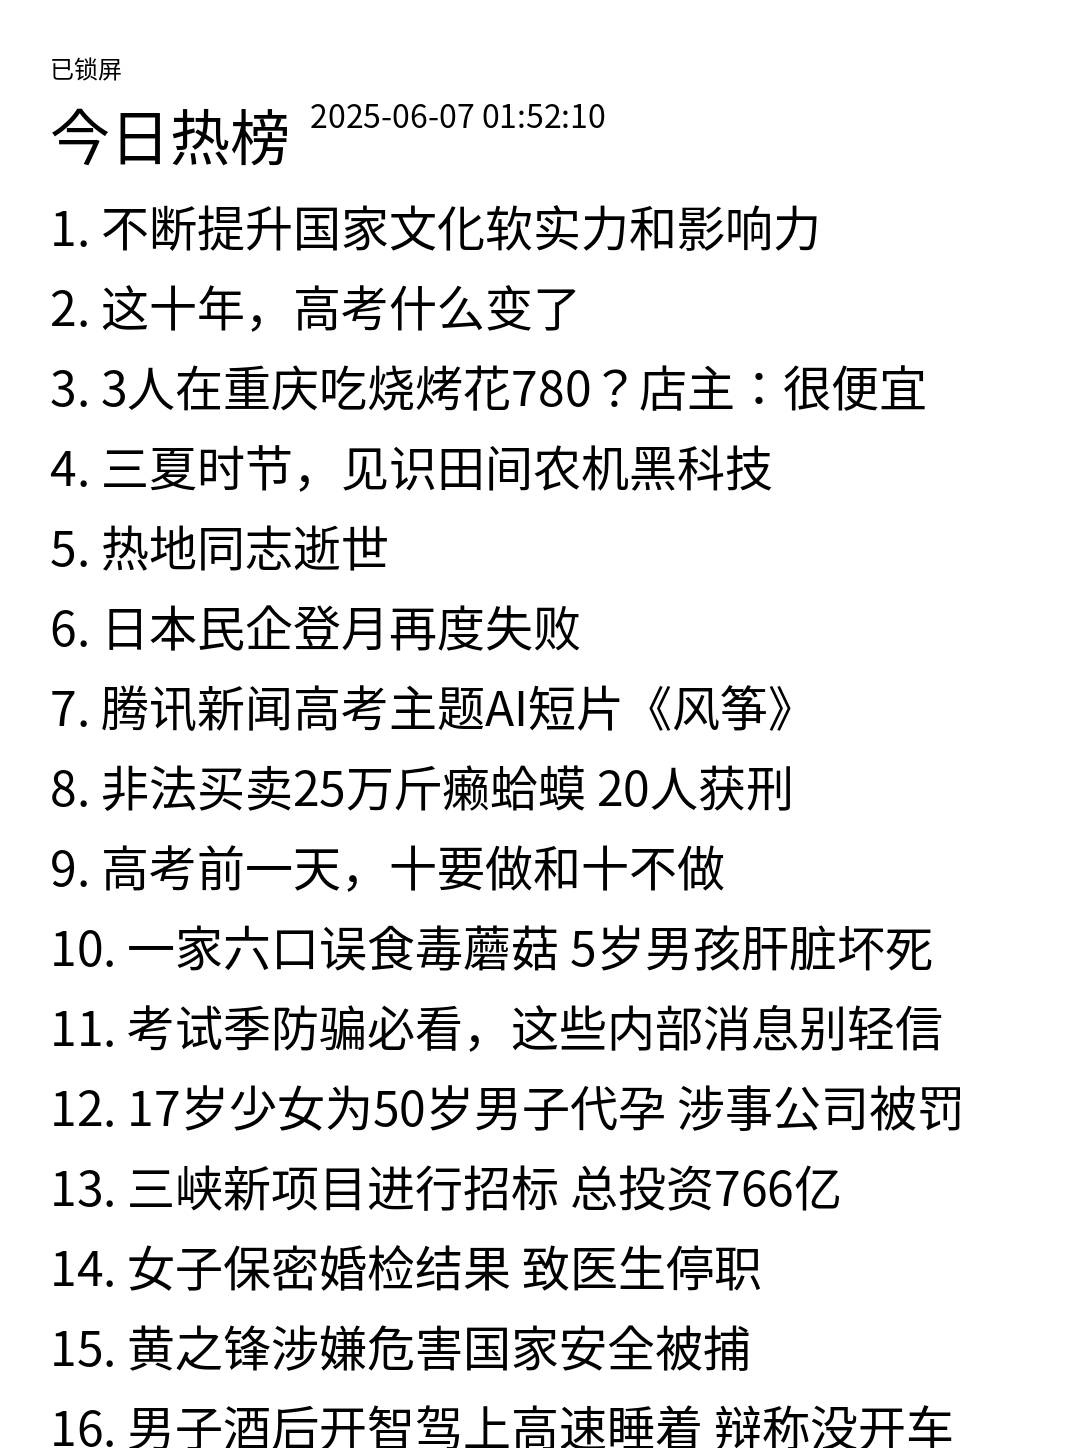 已锁屏
今日热榜 2025-06-07 01:52:10
1. 不断提升国家文化软实力和影响力
2. 这十年，高考什么变了
3. 3人在重庆吃烧烤花780？店主：很便宜
4. 三夏时节，见识田间农机黑科技
5. 热地同志逝世
6. 日本民企登月再度失败
7. 腾讯新闻高考主题AI短片《风筝》
8. 非法买卖25万斤癞蛤蟆 20人获刑
9. 高考前一天，十要做和十不做
10. 一家六口误食毒蘑菇 5岁男孩肝脏坏死
11. 考试季防骗必看，这些内部消息别轻信
12. 17岁少女为50岁男子代孕 涉事公司被罚
13. 三峡新项目进行招标 总投资766亿
14. 女子保密婚检结果 致医生停职
15. 黄之锋涉嫌危害国家安全被捕
16. 男子酒后开智驾上高速睡着 辩称没开车